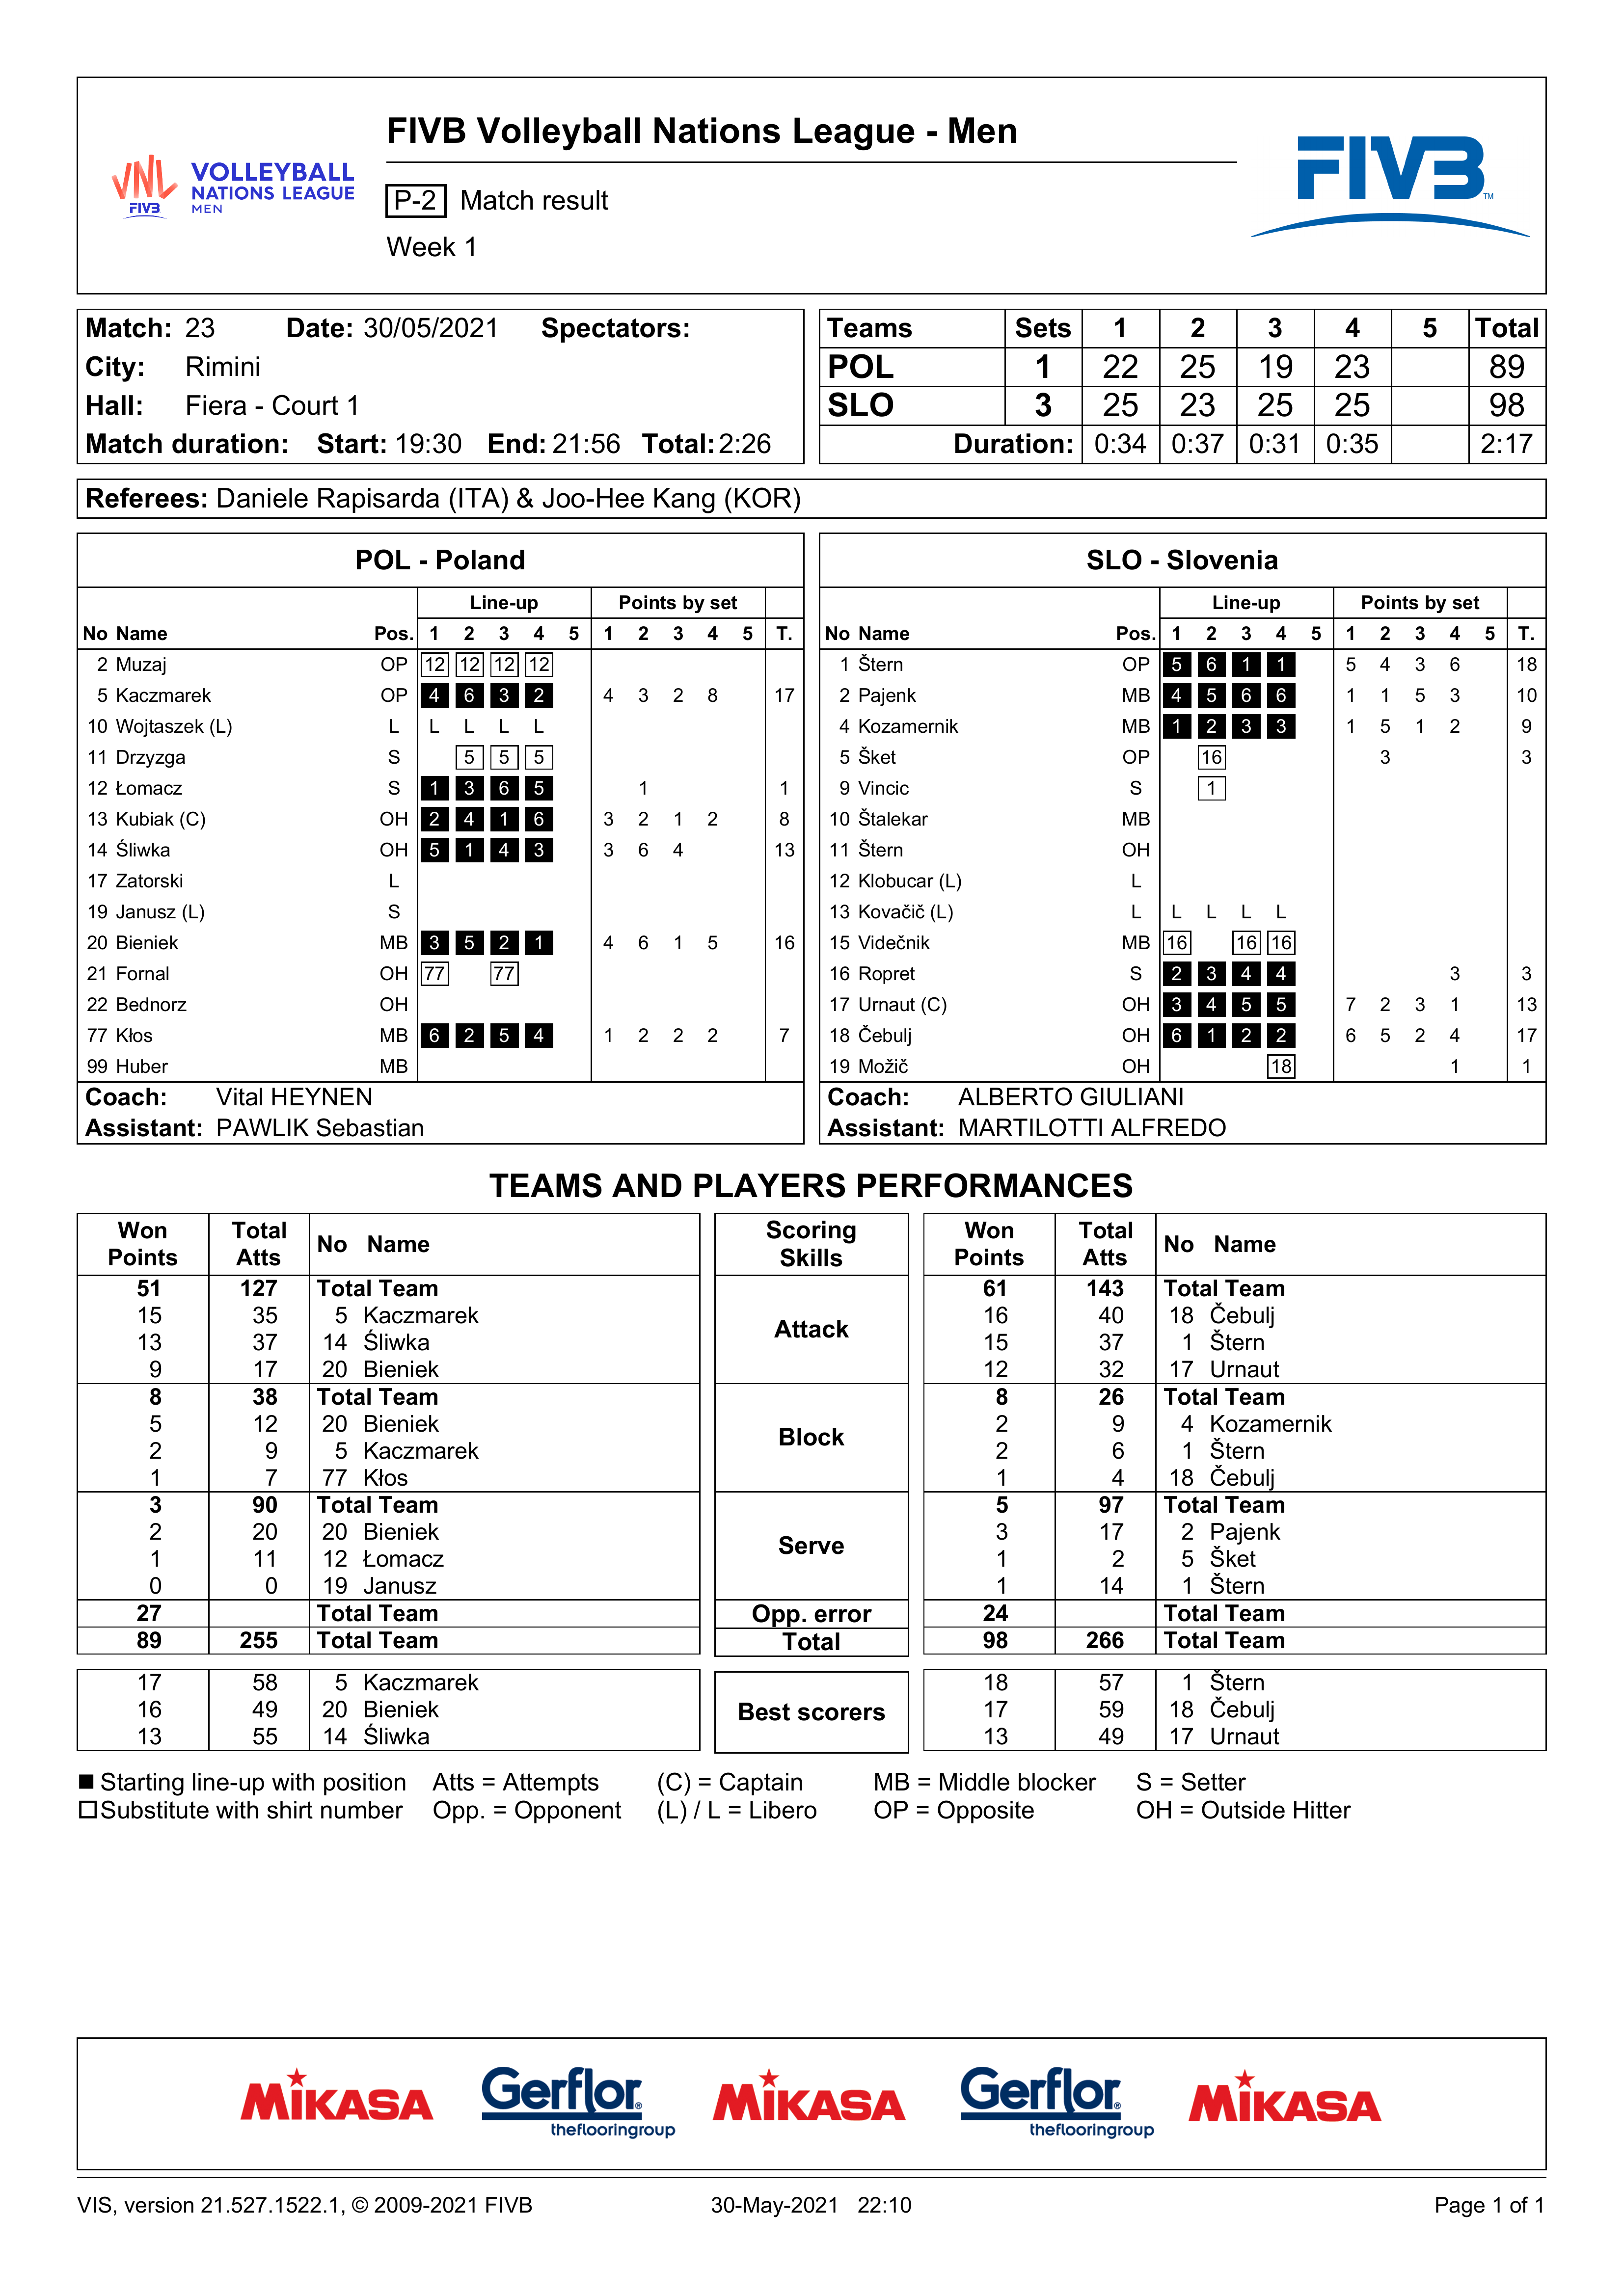 FIVB Volleyball Nations League - Men
VNL FIVB VOLLEYBALL NATIONS LEAGUE MEN
P-2 Match result
Week 1
FIVB TM
Match: 23 Date: 30/05/2021 Spectators:
City: Rimini
Hall: Fiera - Court 1
Match duration: Start: 19:30 End: 21:56 Total: 2:26
Teams Sets 1 2 3 4 5 Total
POL 1 22 25 19 23 89
SLO 3 25 23 25 25 98
Duration: 0:34 0:37 0:31 0:35 2:17
Referees: Daniele Rapisarda (ITA) & Joo-Hee Kang (KOR)
POL - Poland
Line-up Points by set
No Name Pos. 1 2 3 4 5 1 2 3 4 5 T.
2 Muzaj OP 12 12 12 12
5 Kaczmarek OP 4 6 3 2 4 3 2 8 17
10 Wojtaszek (L) L L L L L
11 Drzyzga S 5 5 5
12 Łomacz S 1 3 6 5 1 1
13 Kubiak (C) OH 2 4 1 6 3 2 1 2 8
14 Śliwka OH 5 1 4 3 3 6 4 13
17 Zatorski L
19 Janusz (L) S
20 Bieniek MB 3 5 2 1 4 6 1 5 16
21 Fornal OH 77 77
22 Bednorz OH
77 Kłos MB 6 2 5 4 1 2 2 2 7
99 Huber MB
Coach: Vital HEYNEN
Assistant: PAWLIK Sebastian
SLO - Slovenia
Line-up Points by set
No Name Pos. 1 2 3 4 5 1 2 3 4 5 T.
1 Štern OP 5 6 1 1 5 4 3 6 18
2 Pajenk MB 4 5 6 6 1 1 5 3 10
4 Kozamernik MB 1 2 3 3 1 5 1 2 9
5 Šket OP 16 3 3
9 Vincic S 1
10 Štalekar MB
11 Štern OH
12 Klobucar (L) L
13 Kovačič (L) L L L L L
15 Videčnik MB 16 16 16
16 Ropret S 2 3 4 4 3 3
17 Urnaut (C) OH 3 4 5 5 7 2 3 1 13
18 Čebulj OH 6 1 2 2 6 5 2 4 17
19 Možič OH 18 1 1
Coach: ALBERTO GIULIANI
Assistant: MARTILOTTI ALFREDO
TEAMS AND PLAYERS PERFORMANCES
Won Points Total Atts No Name Scoring Skills Won Points Total Atts No Name
51 127 Total Team Attack 61 143 Total Team
15 35 5 Kaczmarek 16 40 18 Čebulj
13 37 14 Śliwka 15 37 1 Štern
9 17 20 Bieniek 12 32 17 Urnaut
8 38 Total Team Block 8 26 Total Team
5 12 20 Bieniek 2 9 4 Kozamernik
2 9 5 Kaczmarek 2 6 1 Štern
1 7 77 Kłos 1 4 18 Čebulj
3 90 Total Team Serve 5 97 Total Team
2 20 20 Bieniek 3 17 2 Pajenk
1 11 12 Łomacz 1 2 5 Šket
0 0 19 Janusz 1 14 1 Štern
27 Total Team Opp. error 24 Total Team
89 255 Total Team Total 98 266 Total Team
17 58 5 Kaczmarek Best scorers 18 57 1 Štern
16 49 20 Bieniek 17 59 18 Čebulj
13 55 14 Śliwka 13 49 17 Urnaut
Starting line-up with position Atts = Attempts (C) = Captain MB = Middle blocker S = Setter
Substitute with shirt number Opp. = Opponent (L) / L = Libero OP = Opposite OH = Outside Hitter
MIKASA Gerflor® theflooringgroup MIKASA Gerflor® theflooringgroup MIKASA
VIS, version 21.527.1522.1, © 2009-2021 FIVB 30-May-2021 22:10 Page 1 of 1